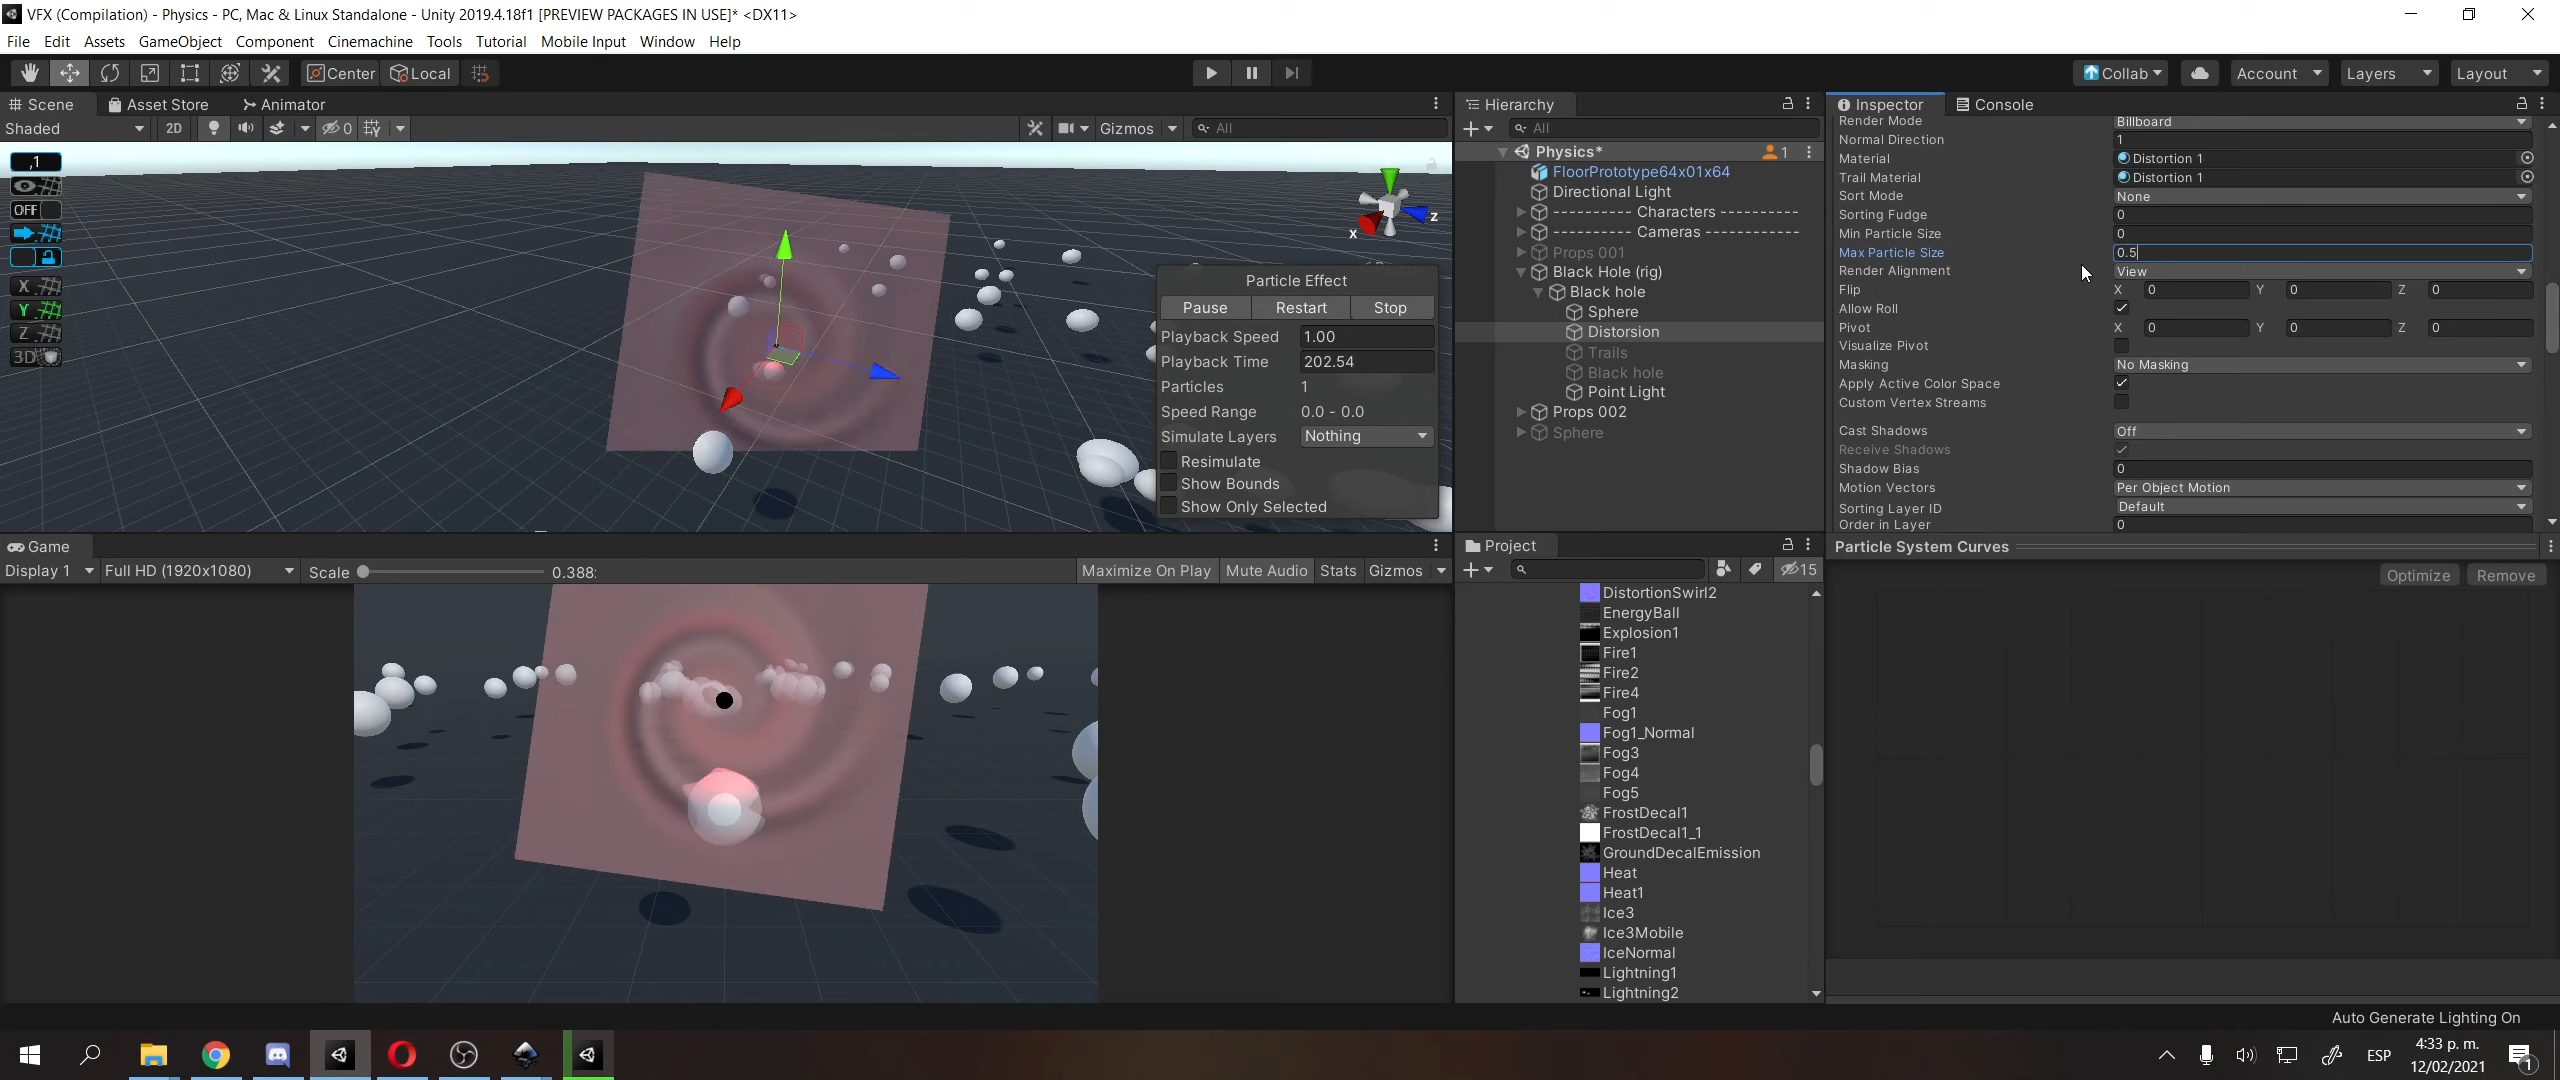 VFX (Compilation) - Physics - PC, Mac & Linux Standalone - Unity 2019.4.18f1 [PREVIEW PACKAGES IN USE]* <DX11>
File Edit Assets GameObject Component Cinemachine Tools Tutorial Mobile Input Window Help
Center Local Collab Account Layers Layout
Scene Asset Store Animator
Shaded 2D 0 Gizmos All
,1
OFF
X
Y
Z
3D
x
z
Particle Effect
Pause Restart Stop
Playback Speed 1.00
Playback Time 202.54
Particles 1
Speed Range 0.0 - 0.0
Simulate Layers Nothing
Resimulate
Show Bounds
Show Only Selected
Game
Display 1 Full HD (1920x1080) Scale 0.388: Maximize On Play Mute Audio Stats Gizmos
Hierarchy
All
Physics* 1
FloorPrototype64x01x64
Directional Light
---------- Characters ----------
---------- Cameras ------------
Props 001
Black Hole (rig)
Black hole
Sphere
Distorsion
Trails
Black hole
Point Light
Props 002
Sphere
Project
15
DistortionSwirl2
EnergyBall
Explosion1
Fire1
Fire2
Fire4
Fog1
Fog1_Normal
Fog3
Fog4
Fog5
FrostDecal1
FrostDecal1_1
GroundDecalEmission
Heat
Heat1
Ice3
Ice3Mobile
IceNormal
Lightning1
Lightning2
Inspector Console
Render Mode Billboard
Normal Direction 1
Material Distortion 1
Trail Material Distortion 1
Sort Mode None
Sorting Fudge 0
Min Particle Size 0
Max Particle Size 0.5
Render Alignment View
Flip X 0 Y 0 Z 0
Allow Roll
Pivot X 0 Y 0 Z 0
Visualize Pivot
Masking No Masking
Apply Active Color Space
Custom Vertex Streams
Cast Shadows Off
Receive Shadows
Shadow Bias 0
Motion Vectors Per Object Motion
Sorting Layer ID Default
Order in Layer 0
Particle System Curves
Optimize Remove
Auto Generate Lighting On
ESP 4:33 p. m.
12/02/2021
1